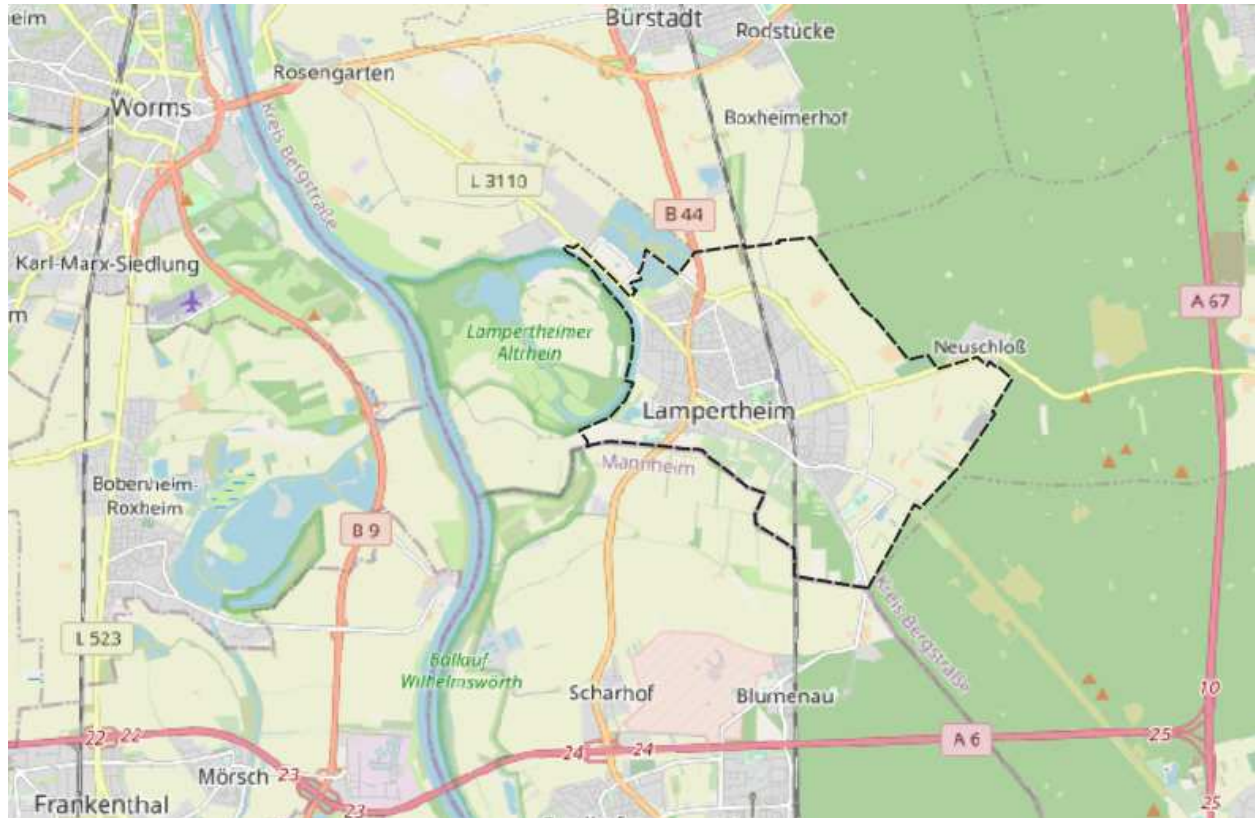 Bürstadt
Rodstücke
Rosengarten
Worms
Boxheimerhof
Kreis Bergstraße
L 3110
B 44
Karl-Marx-Siedlung
A 67
Lampertheimer
Altrhein
Neuschloß
Lampertheim
Mannheim
Bobenheim-
Roxheim
B 9
Kreis Bergstraße
L 523
Ballauf
Wilhelmswörth
Scharhof
Blumenau
10
22
22
24
24
A 6
25
Mörsch
23
23
Frankenthal
25